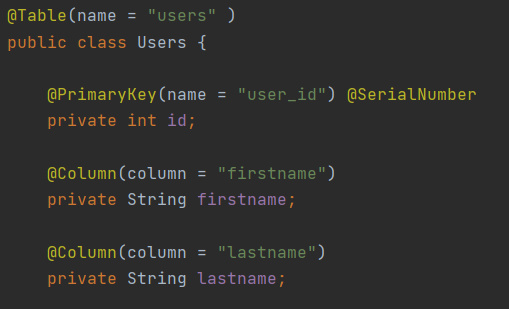 @Table(name = "users" )
public class Users {
@PrimaryKey(name = "user_id") @SerialNumber
private int id;
@Column(column = "firstname")
private String firstname;
@Column(column = "lastname")
private String lastname;